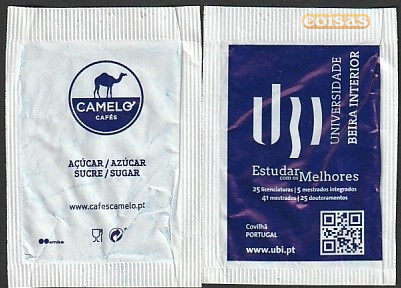 CAMELO
CAFÉS
AÇÚCAR / AZÚCAR
SUCRE / SUGAR
www.cafescamelo.pt
coisas
ubi
UNIVERSIDADE
BEIRA INTERIOR
Estudar
com os Melhores
25 licenciaturas | 5 mestrados integrados
41 mestrados | 25 doutoramentos
Covilhã
PORTUGAL
www.ubi.pt